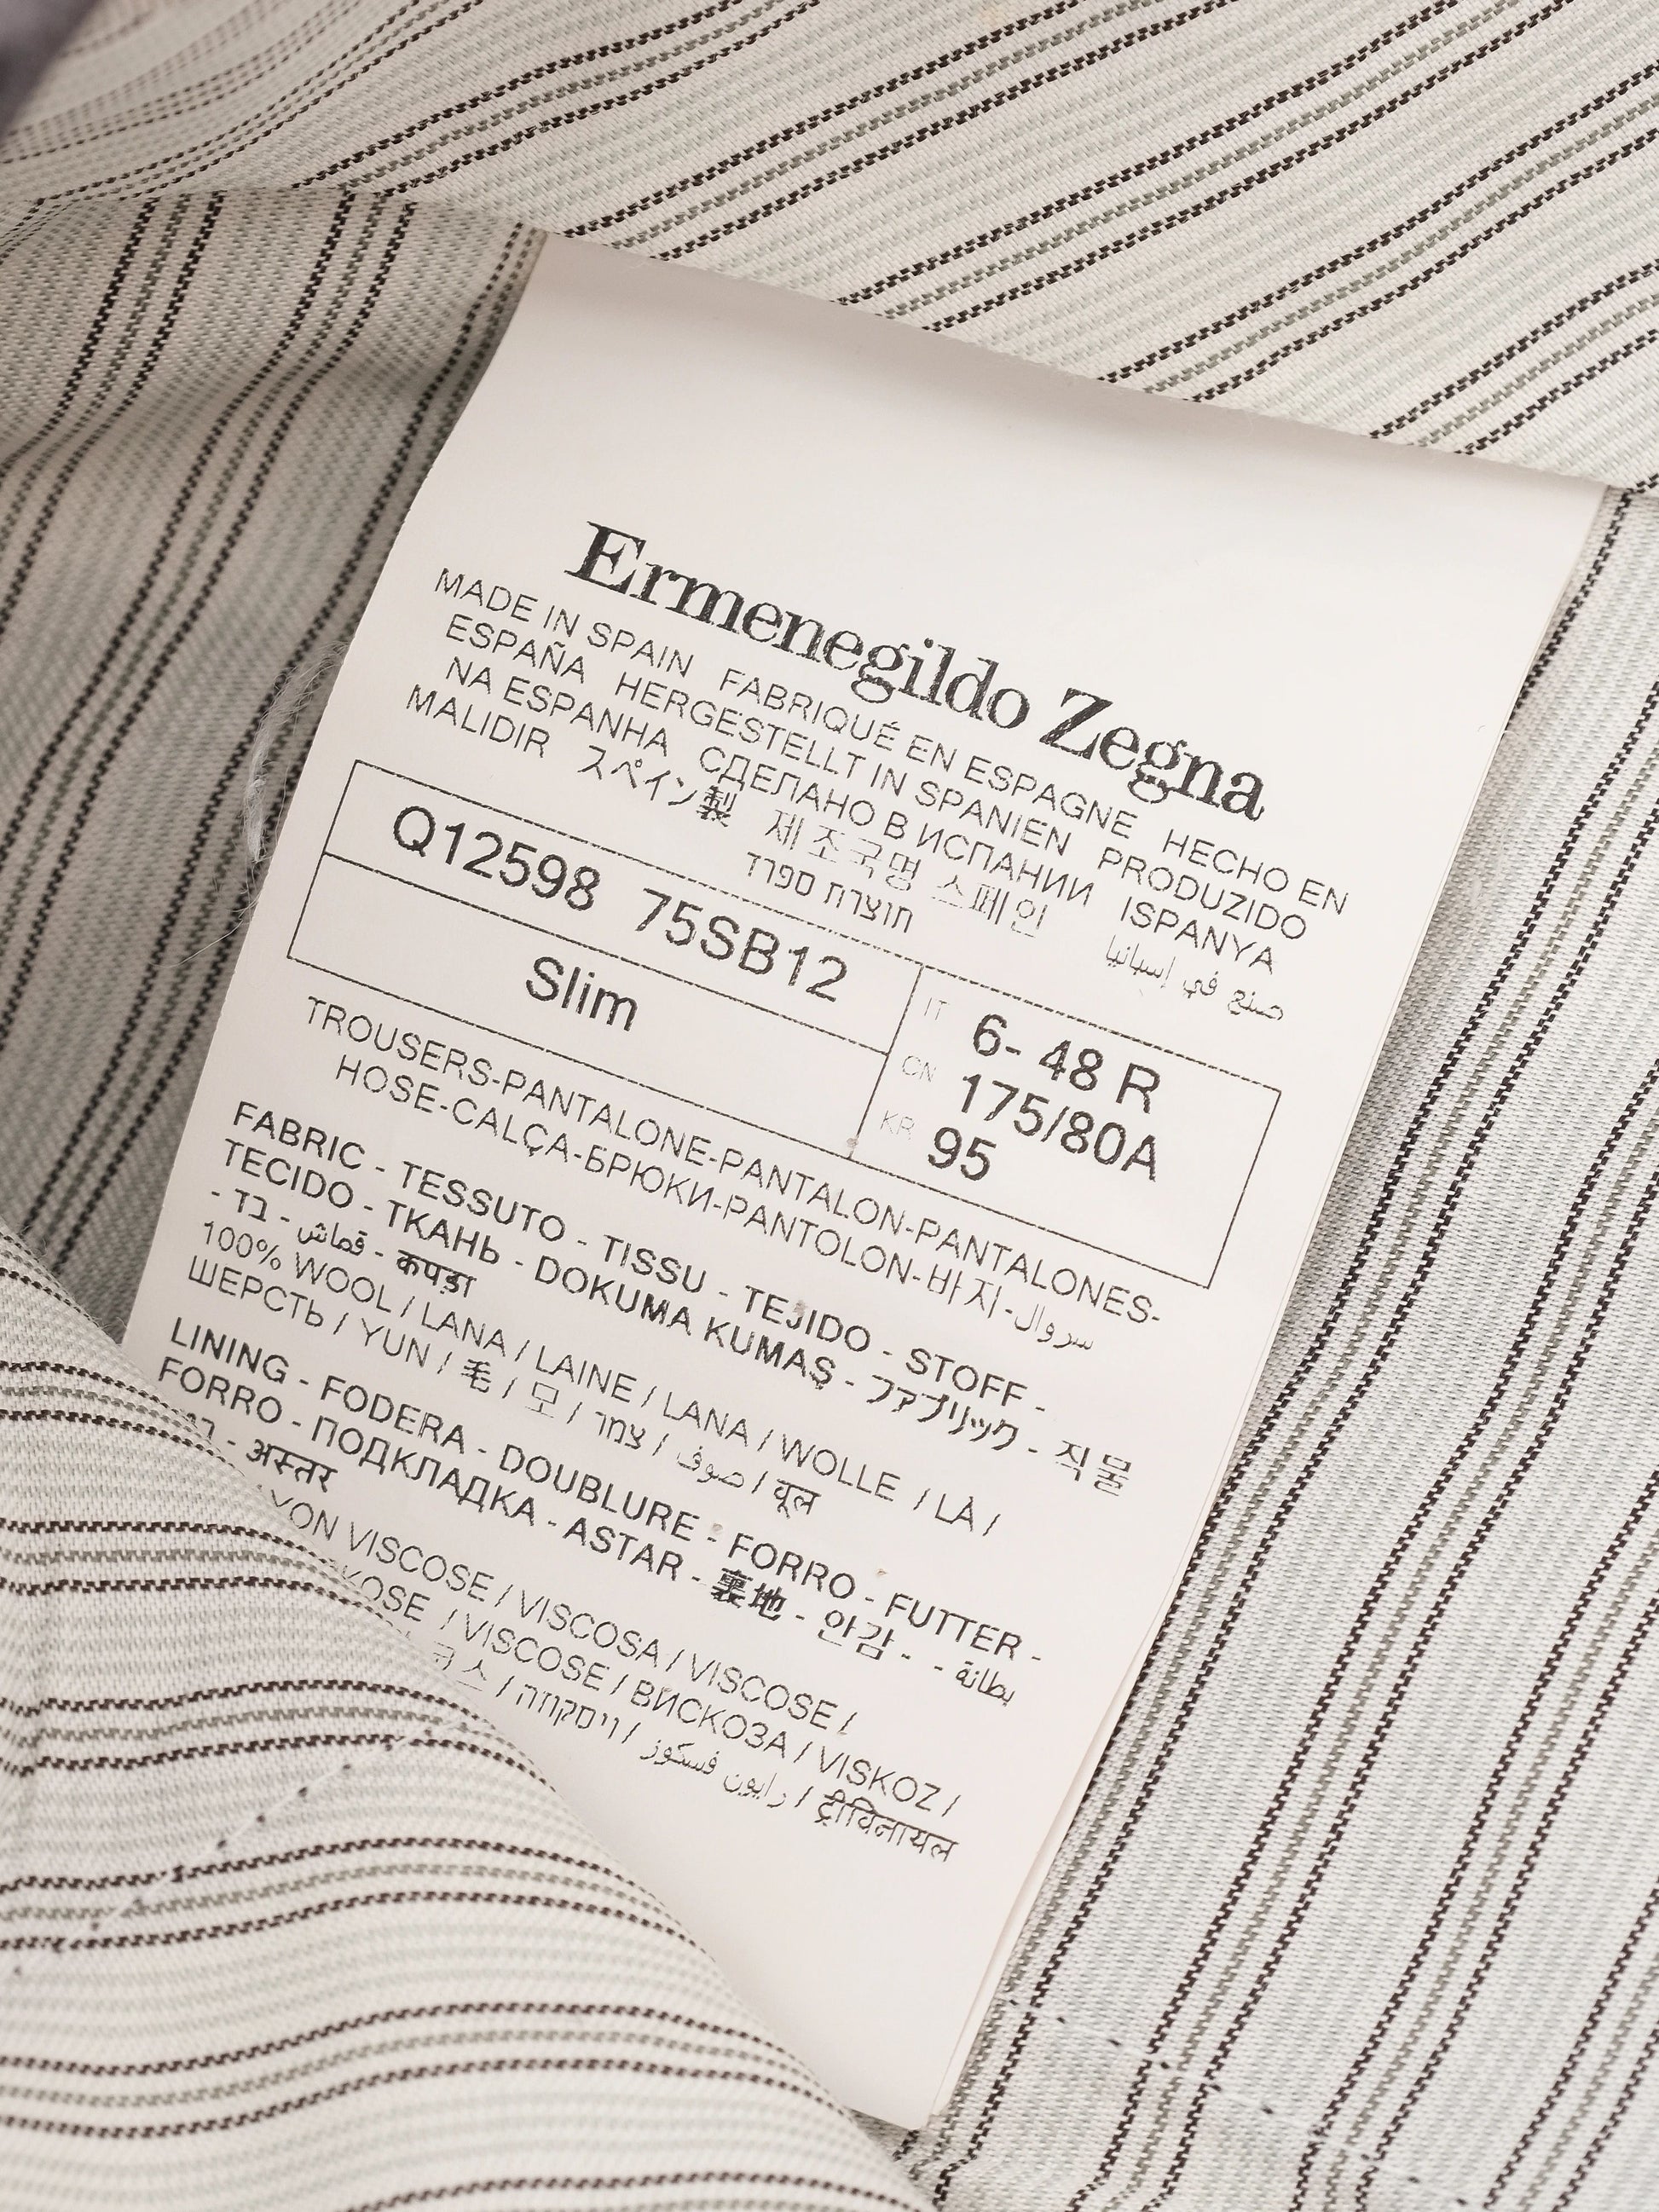 Ermenegildo Zegna
MADE IN SPAIN FABRIQUÉ EN ESPAGNE HECHO EN
ESPAÑA HERGESTELLT IN SPANIEN PRODUZIDO
NA ESPANHA СДЕЛАНО В ИСПАНИИ ISPANYA
MALIDIR スペイン製 제조국명 스페인 صنع في إسبانيا
תוצרת ספרד
Q12598 75SB12
Slim
IT 6- 48 R
CN 175/80A
KR 95
TROUSERS-PANTALONE-PANTALON-PANTALONES-
HOSE-CALÇA-БРЮКИ-PANTOLON-바지-سروال
FABRIC - TESSUTO - TISSU - TEJIDO - STOFF -
TECIDO - ТКАНЬ - DOKUMA KUMAŞ - ファブリック - 직물
- בד - قماش - कपड़ा
100% WOOL / LANA / LAINE / LANA / WOLLE / LÀ /
ШЕРСТЬ / YUN / 毛 / 모 / צמר / صوف / वूल
LINING - FODERA - DOUBLURE - FORRO - FUTTER -
FORRO - ПОДКЛАДКА - ASTAR - 裏地 - 안감 - - بطانة
- अस्तर
VISCOSE / VISCOSA / VISCOSE /
/ VISCOSE / ВИСКОЗА / VISKOZ /
/ ויסקוזה / رايون فسكوز / ट्रीविनायल